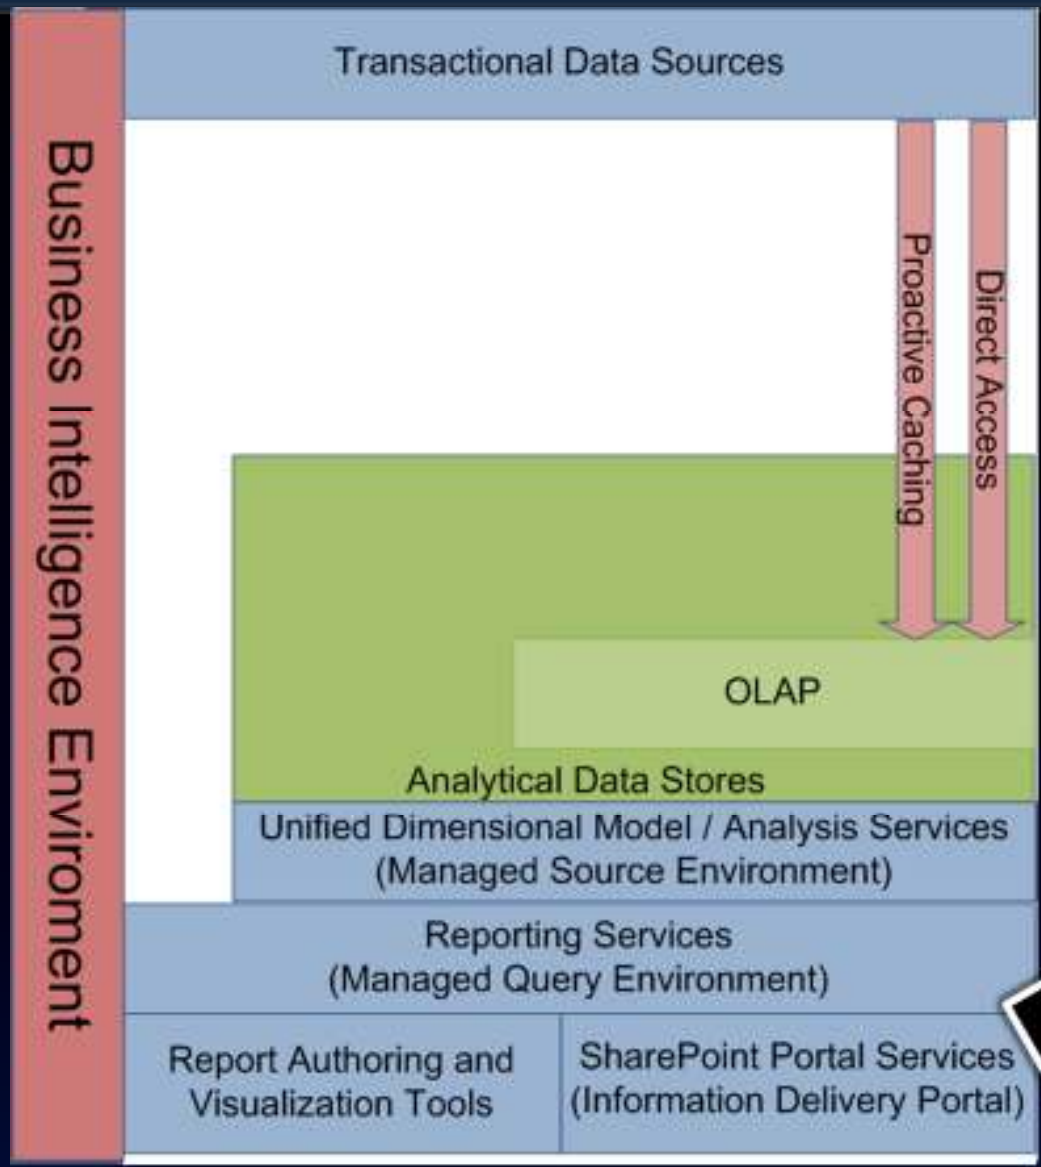 Business Intelligence Enviroment
Transactional Data Sources
Proactive Caching
Direct Access
OLAP
Analytical Data Stores
Unified Dimensional Model / Analysis Services
(Managed Source Environment)
Reporting Services
(Managed Query Environment)
Report Authoring and
Visualization Tools
SharePoint Portal Services
(Information Delivery Portal)